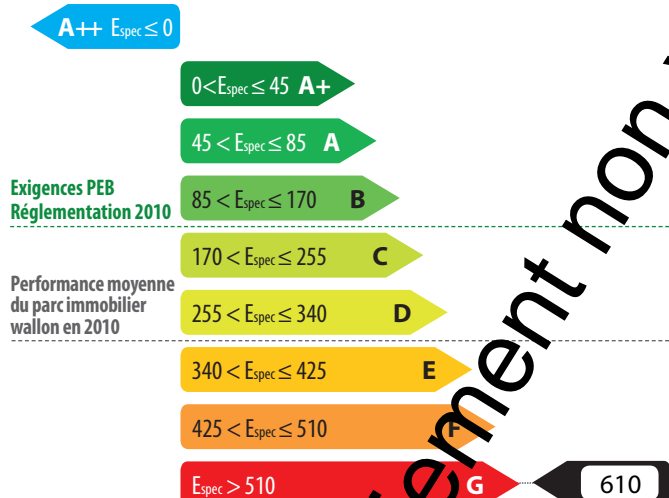 A++ Espec ≤ 0
0 < Espec ≤ 45 A+
45 < Espec ≤ 85 A
Exigences PEB
Réglementation 2010
85 < Espec ≤ 170 B
170 < Espec ≤ 255 C
Performance moyenne
du parc immobilier
wallon en 2010
255 < Espec ≤ 340 D
340 < Espec ≤ 425 E
425 < Espec ≤ 510 F
Espec > 510 G 610
non